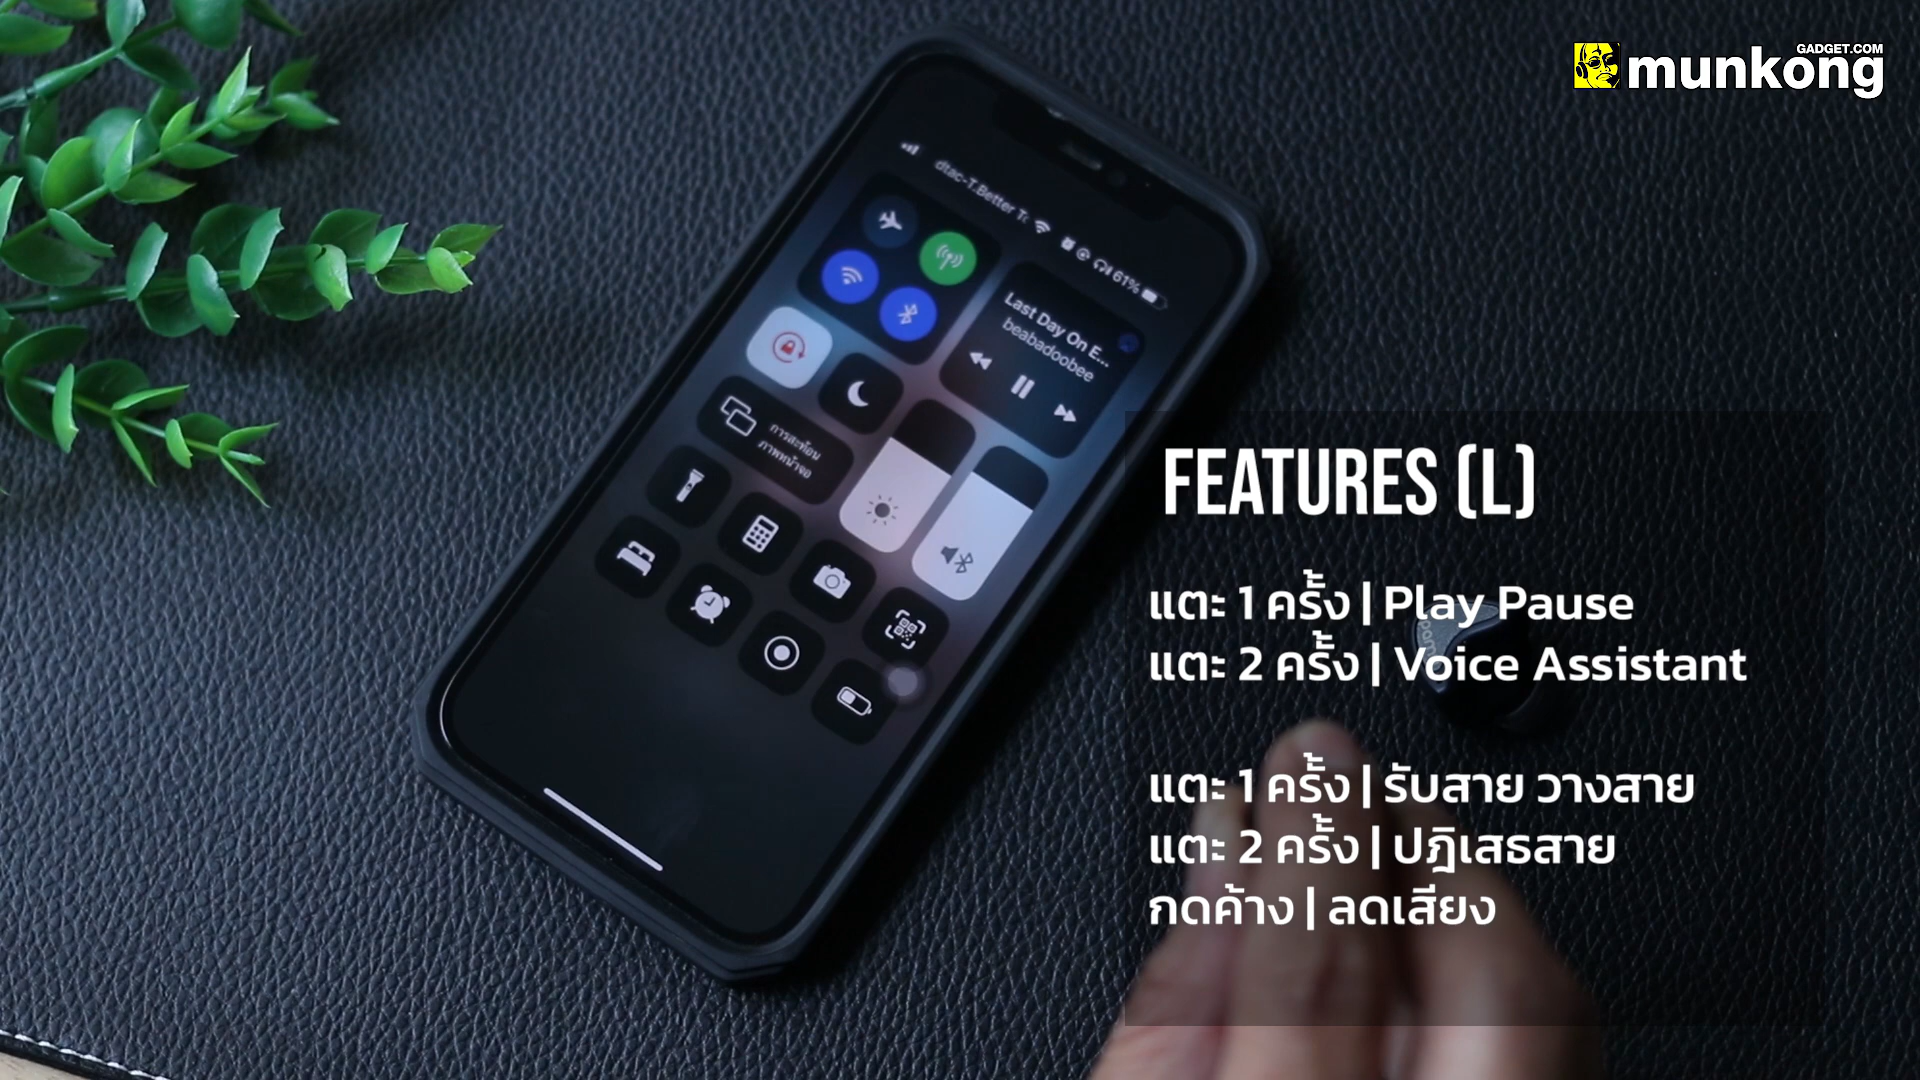 GADGET.COM
munkong
dtac-T.Better
61%
Last Day On E...
beabadoobee
การสะท้อน
ภาพหน้าจอ
FEATURES (L)
แตะ 1 ครั้ง | Play Pause
แตะ 2 ครั้ง | Voice Assistant
แตะ 1 ครั้ง | รับสาย วางสาย
แตะ 2 ครั้ง | ปฎิเสธสาย
กดค้าง | ลดเสียง